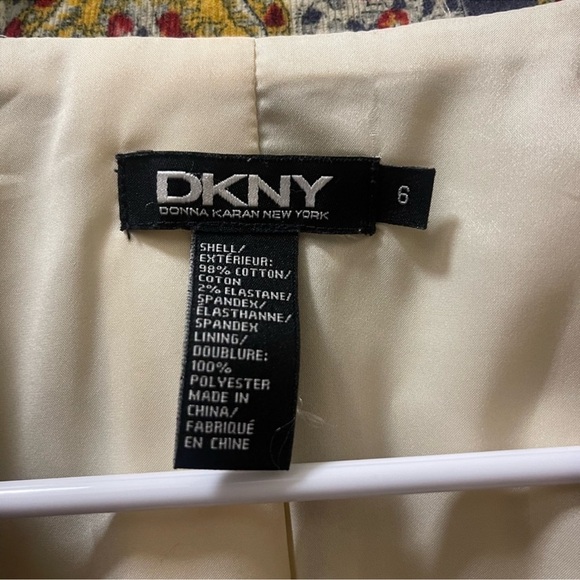 DKNY
DONNA KARAN NEW YORK
6
SHELL/
EXTÉRIEUR:
98% COTTON/
COTON
2% ELASTANE/
SPANDEX/
ÉLASTHANNE/
SPANDEX
LINING/
DOUBLURE:
100%
POLYESTER
MADE IN
CHINA/
FABRIQUÉ
EN CHINE